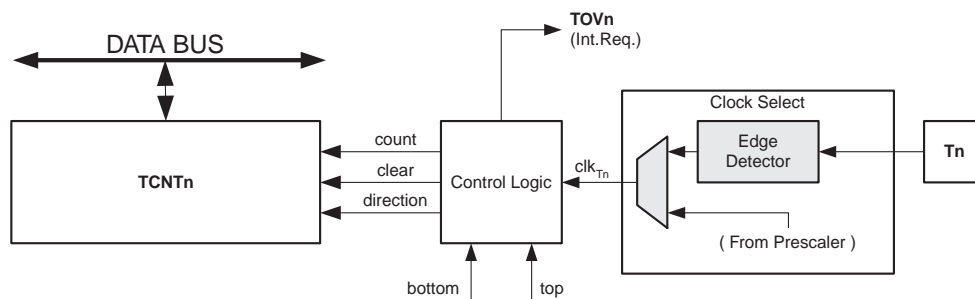 TOVn
(Int.Req.)
DATA BUS
Clock Select
count
Edge
Detector
Tn
TCNTn
clear
Control Logic
clkTn
direction
( From Prescaler )
bottom
top